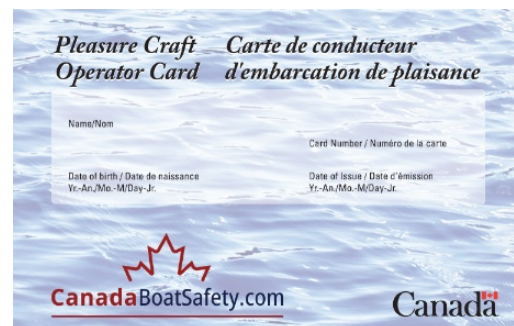 Pleasure Craft
Operator Card
Carte de conducteur
d'embarcation de plaisance
Name/Nom
Card Number / Numéro de la carte
Date of birth / Date de naissance
Yr.-An./Mo.-M/Day-Jr.
Date of Issue / Date d'émission
Yr.-An./Mo.-M/Day-Jr.
CanadaBoatSafety.com
Canada